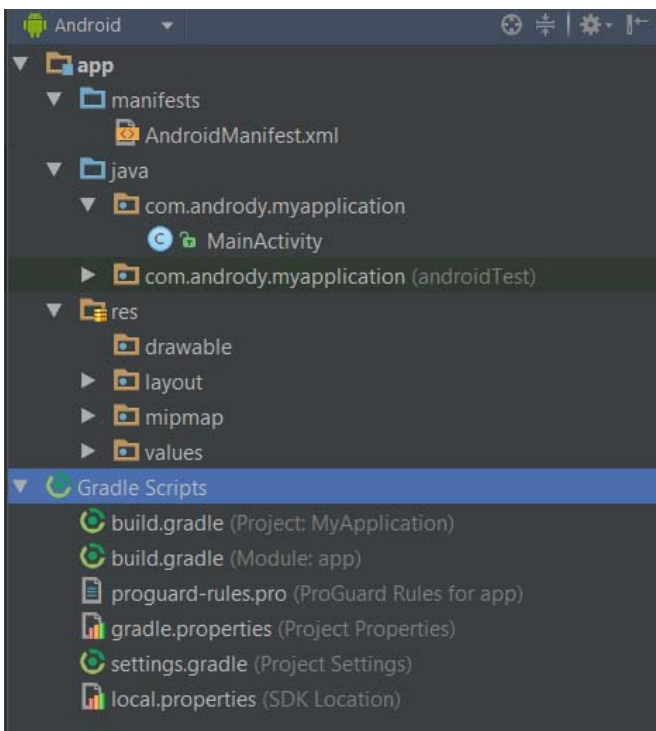 Android
app
manifests
AndroidManifest.xml
java
com.andrody.myapplication
MainActivity
com.andrody.myapplication (androidTest)
res
drawable
layout
mipmap
values
Gradle Scripts
build.gradle (Project: MyApplication)
build.gradle (Module: app)
proguard-rules.pro (ProGuard Rules for app)
gradle.properties (Project Properties)
settings.gradle (Project Settings)
local.properties (SDK Location)